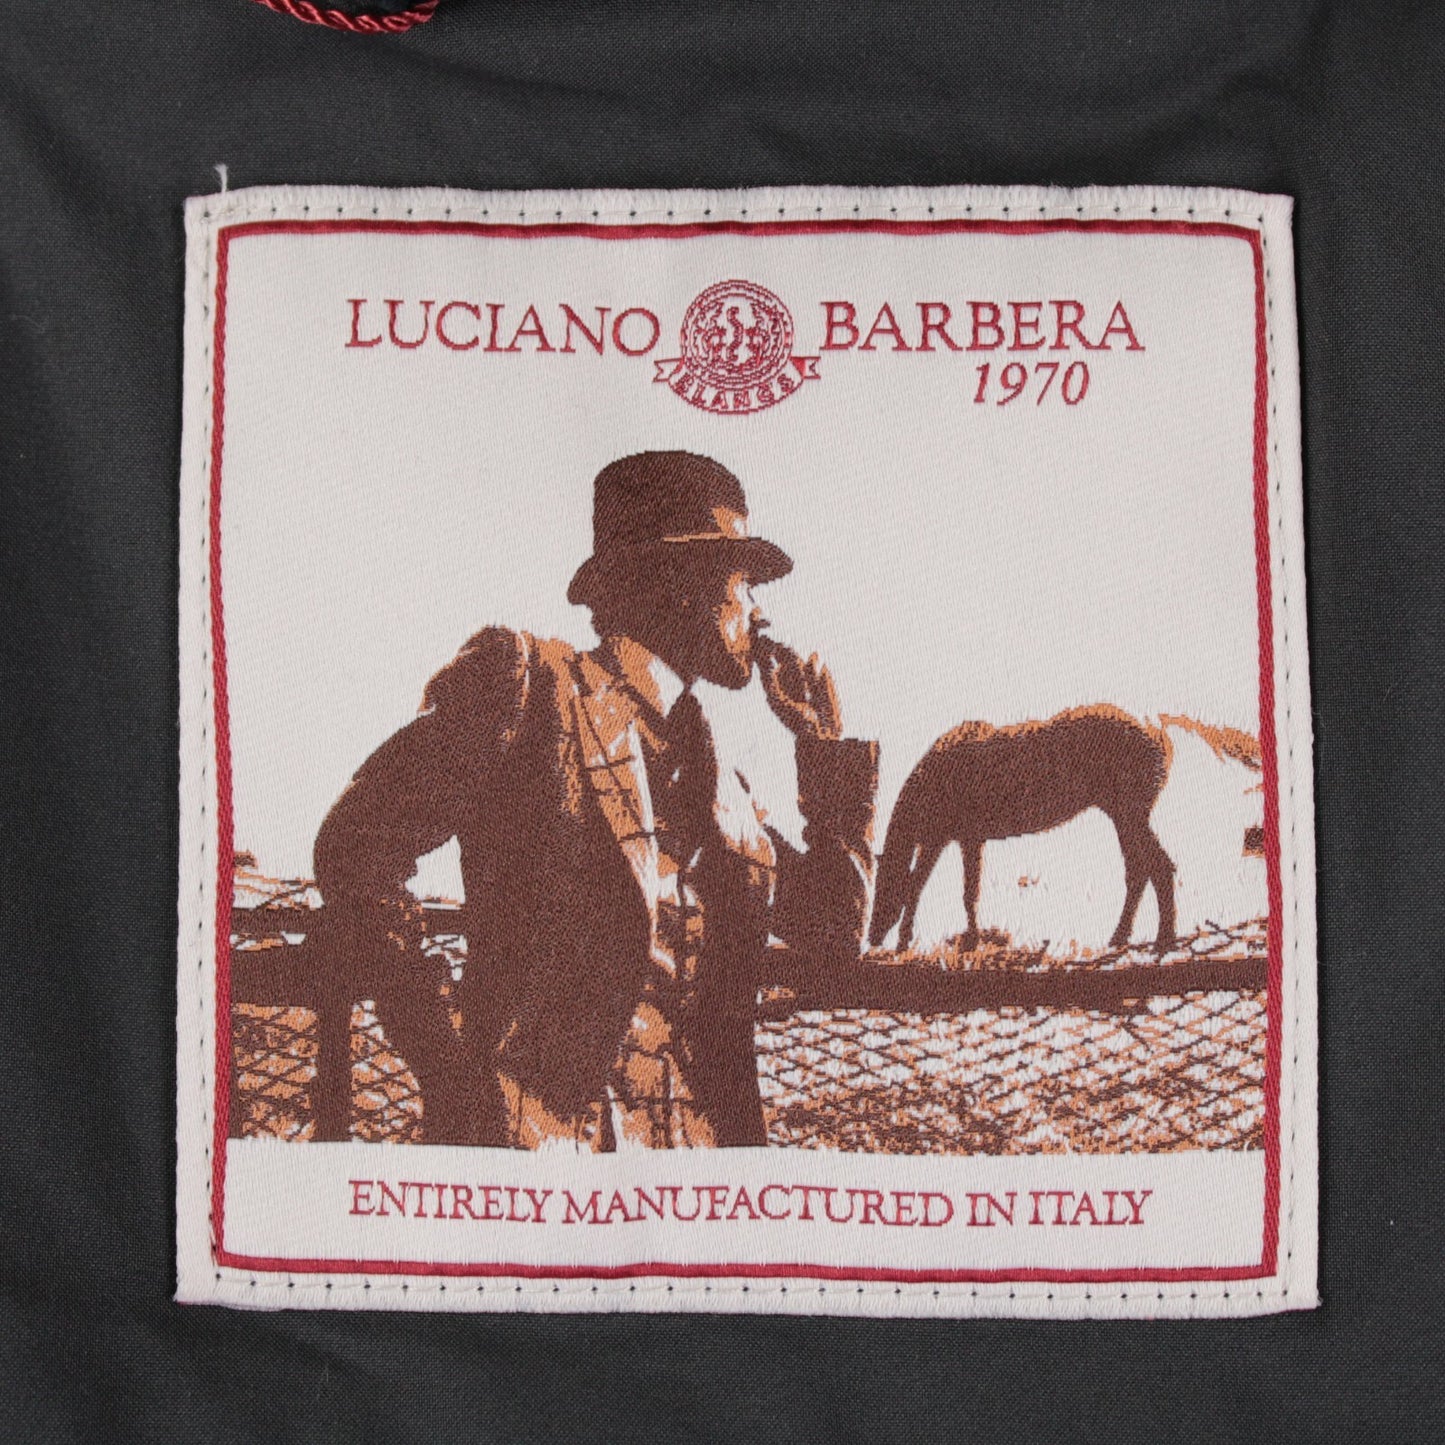 LUCIANO BARBERA
1970
ENTIRELY MANUFACTURED IN ITALY